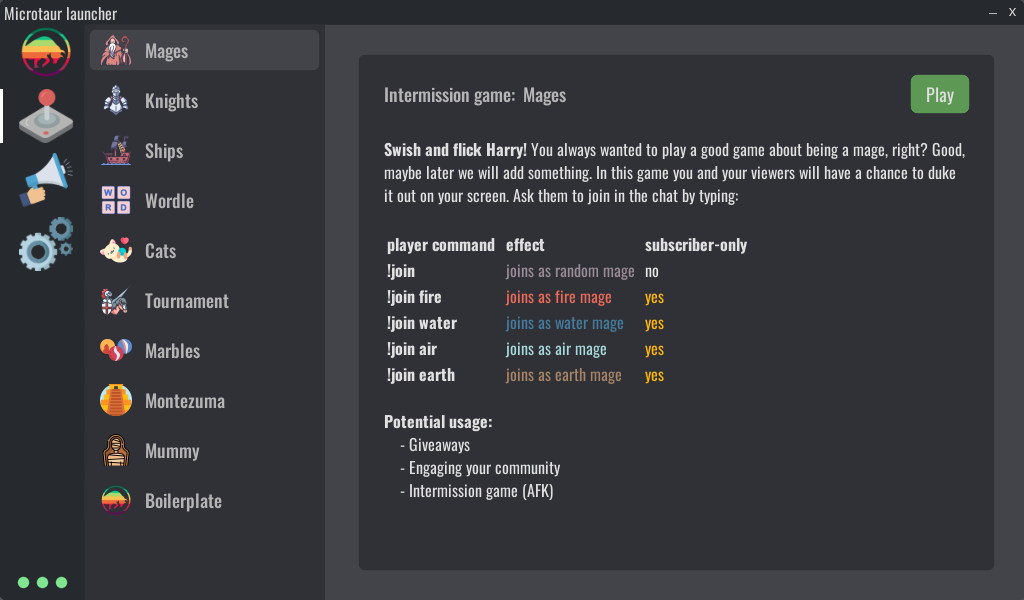 Microtaur launcher
– X
Mages
Knights
Ships
WO
RD
Wordle
Cats
Tournament
Marbles
Montezuma
Mummy
Boilerplate
Intermission game: Mages
Play
Swish and flick Harry! You always wanted to play a good game about being a mage, right? Good,
maybe later we will add something. In this game you and your viewers will have a chance to duke
it out on your screen. Ask them to join in the chat by typing:
player command effect subscriber-only
!join joins as random mage no
!join fire joins as fire mage yes
!join water joins as water mage yes
!join air joins as air mage yes
!join earth joins as earth mage yes
Potential usage:
- Giveaways
- Engaging your community
- Intermission game (AFK)